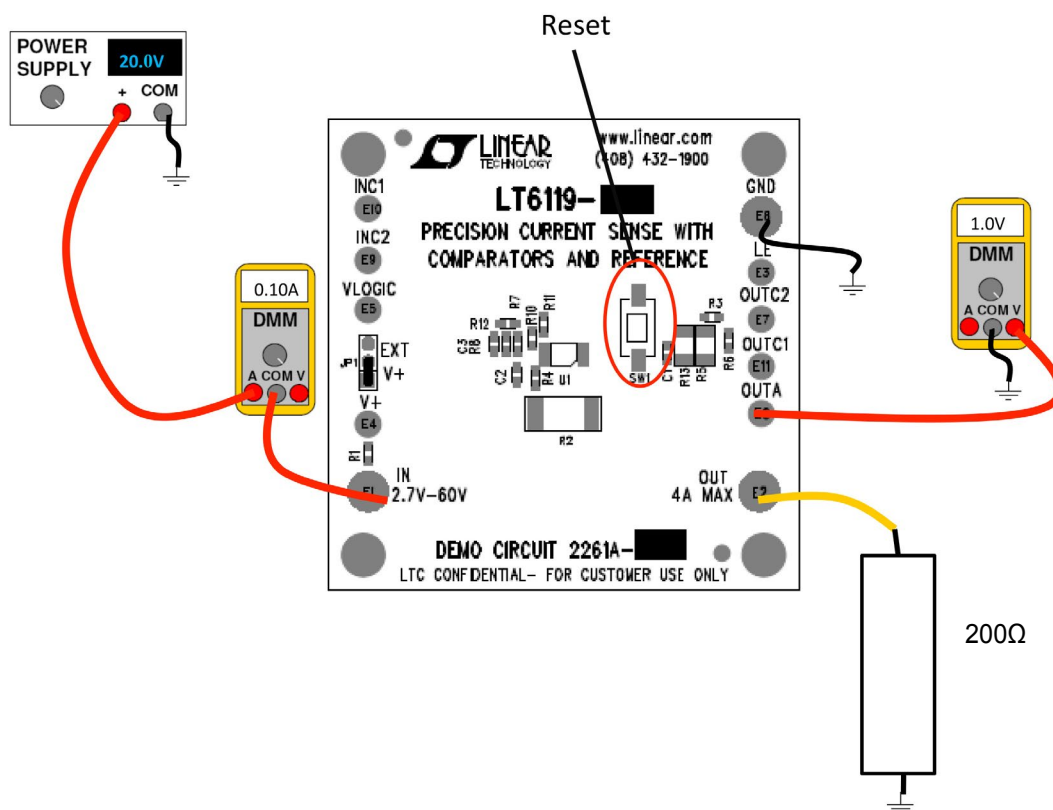 Reset
POWER
SUPPLY
20.0V
+ COM
LINEAR
TECHNOLOGY
www.linear.com
(408) 432-1900
LT6119-
PRECISION CURRENT SENSE WITH
COMPARATORS AND REFERENCE
INC1
E10
INC2
E9
VLOGIC
E5
EXT
JP1
V+
V+
E4
R1
IN
E1
2.7V-60V
0.10A
DMM
A COM V
R7
R10
R11
R12
C3
R8
C2
R4
U1
R2
SW1
C1
R13
R5
R3
R6
GND
E8
LE
E3
OUTC2
E7
OUTC1
E11
OUTA
E6
OUT
4A MAX
E2
1.0V
DMM
A COM V
DEMO CIRCUIT 2261A-
LTC CONFIDENTIAL- FOR CUSTOMER USE ONLY
200Ω